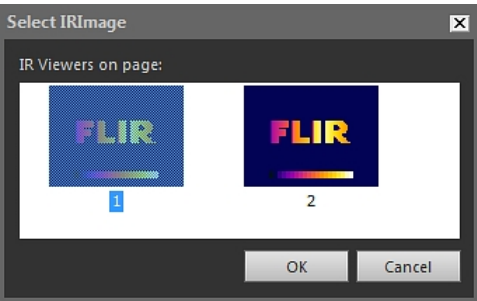 Select IRImage
IR Viewers on page:
FLIR FLIR
1 2
OK Cancel